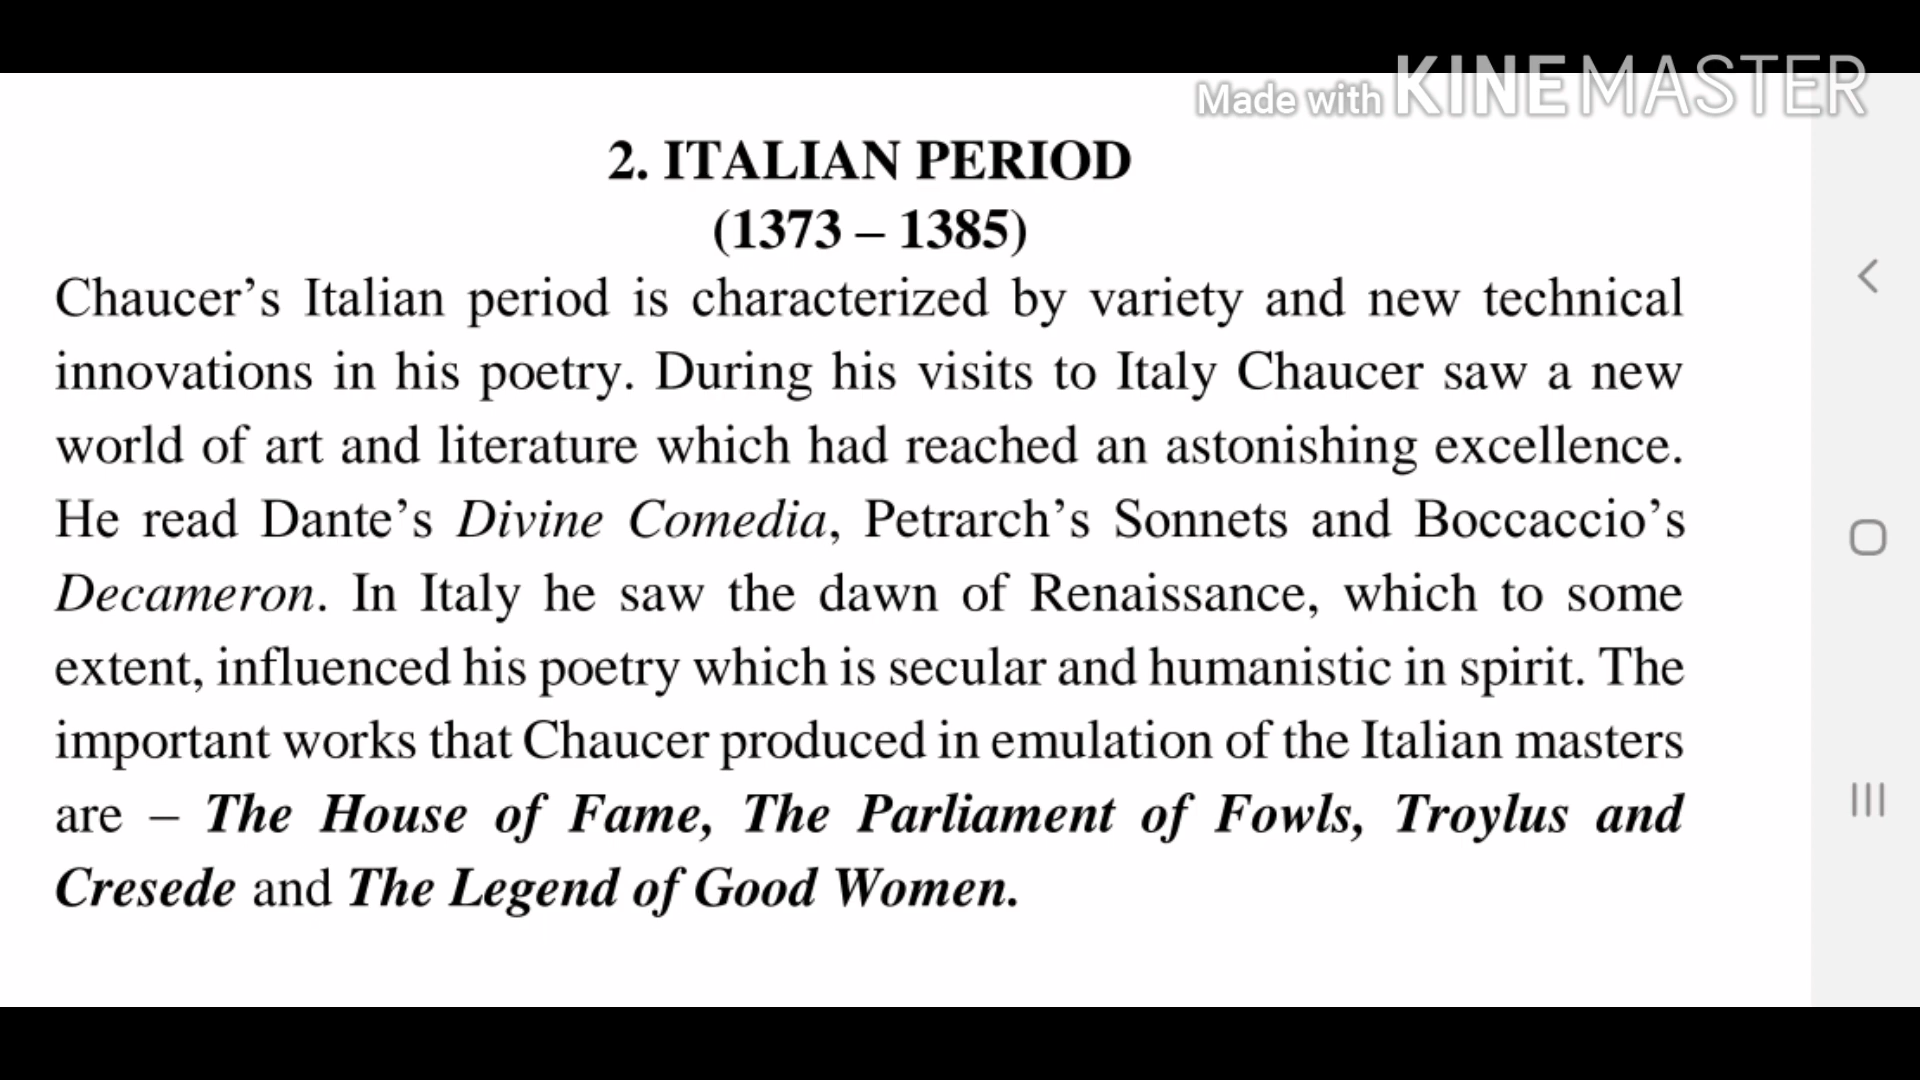 Made with KINEMASTER
2. ITALIAN PERIOD
(1373 – 1385)
Chaucer’s Italian period is characterized by variety and new technical
innovations in his poetry. During his visits to Italy Chaucer saw a new
world of art and literature which had reached an astonishing excellence.
He read Dante’s Divine Comedia, Petrarch’s Sonnets and Boccaccio’s
Decameron. In Italy he saw the dawn of Renaissance, which to some
extent, influenced his poetry which is secular and humanistic in spirit. The
important works that Chaucer produced in emulation of the Italian masters
are – The House of Fame, The Parliament of Fowls, Troylus and
Cresede and The Legend of Good Women.